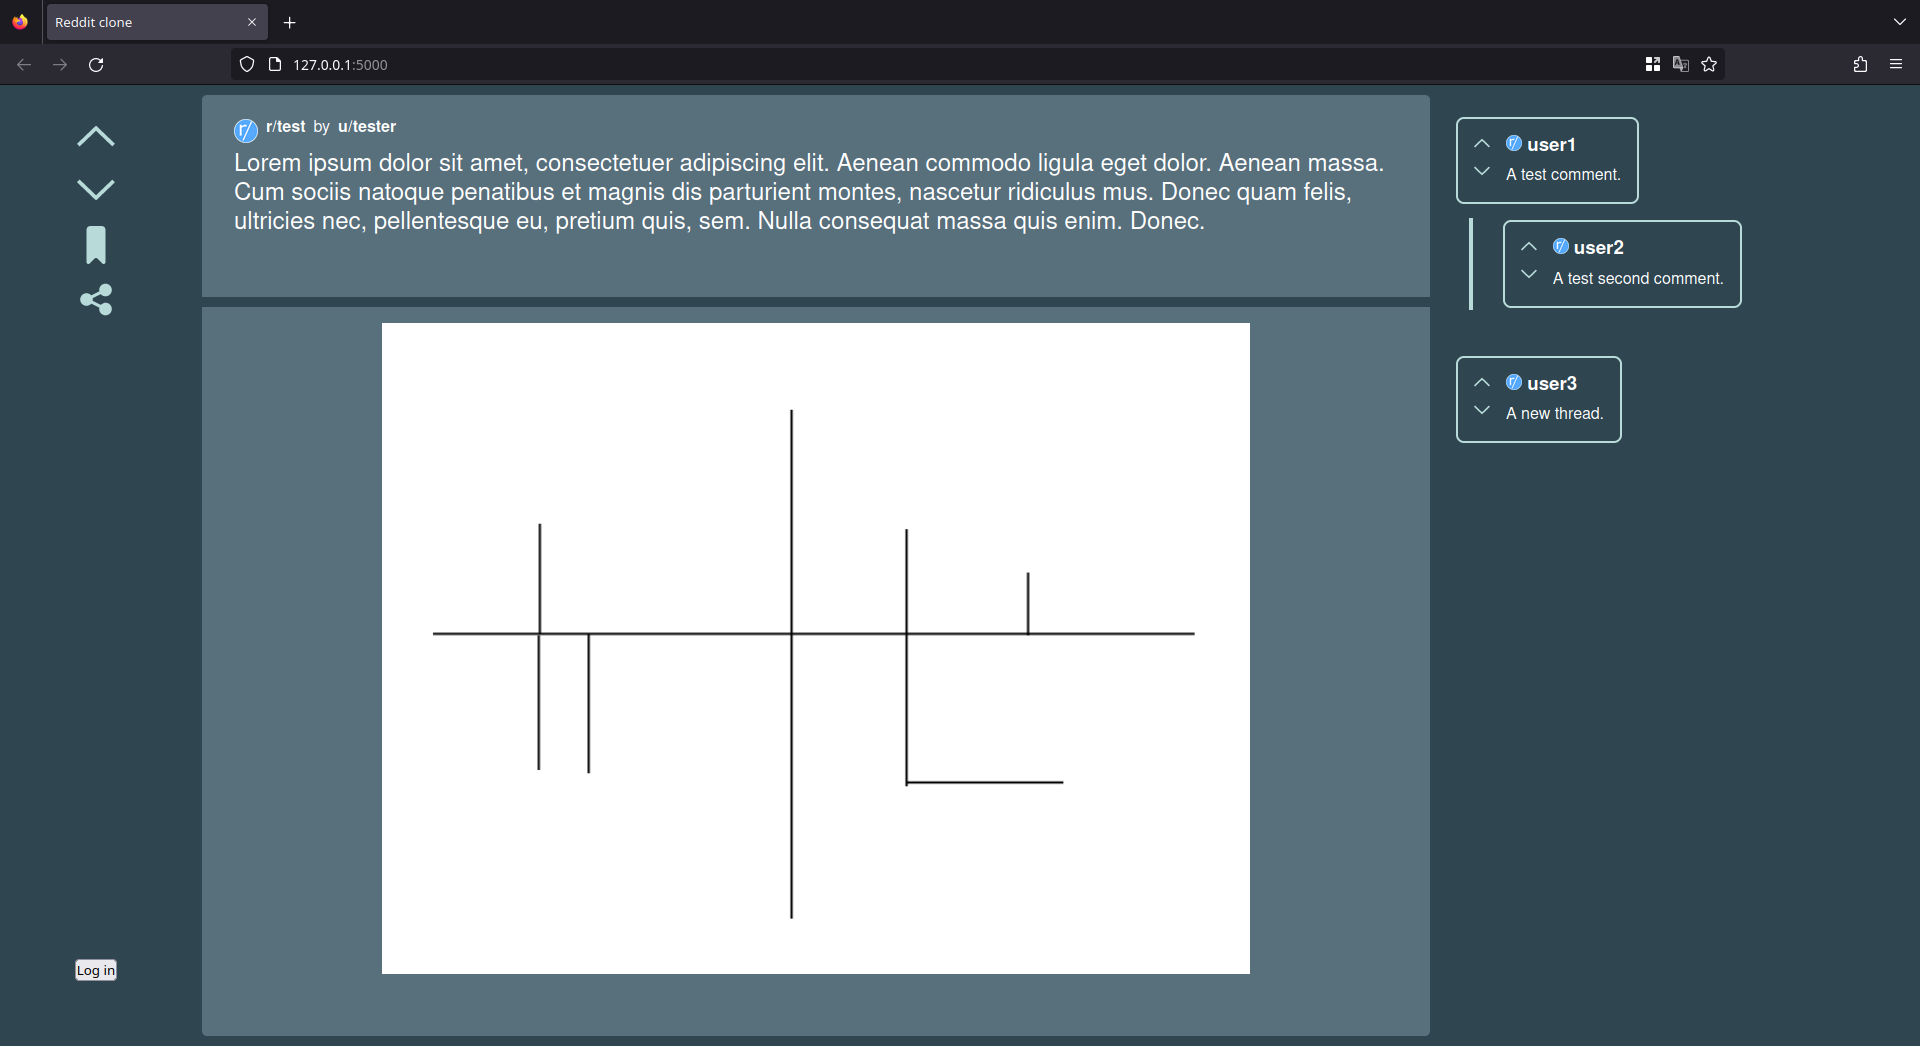 Reddit clone
127.0.0.1:5000
r/ r/test by u/tester
Lorem ipsum dolor sit amet, consectetuer adipiscing elit. Aenean commodo ligula eget dolor. Aenean massa.
Cum sociis natoque penatibus et magnis dis parturient montes, nascetur ridiculus mus. Donec quam felis,
ultricies nec, pellentesque eu, pretium quis, sem. Nulla consequat massa quis enim. Donec.
r/ user1
A test comment.
r/ user2
A test second comment.
r/ user3
A new thread.
Log in